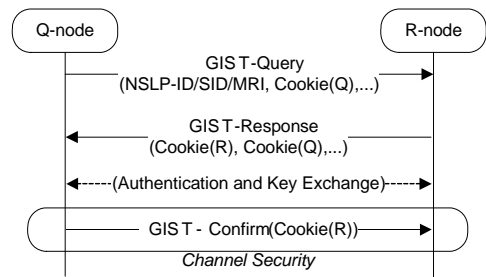 Q-node
R-node
GIST-Query
(NSLP-ID/SID/MRI, Cookie(Q),...)
GIST-Response
(Cookie(R), Cookie(Q),...)
(Authentication and Key Exchange)
GIST - Confirm(Cookie(R))
Channel Security